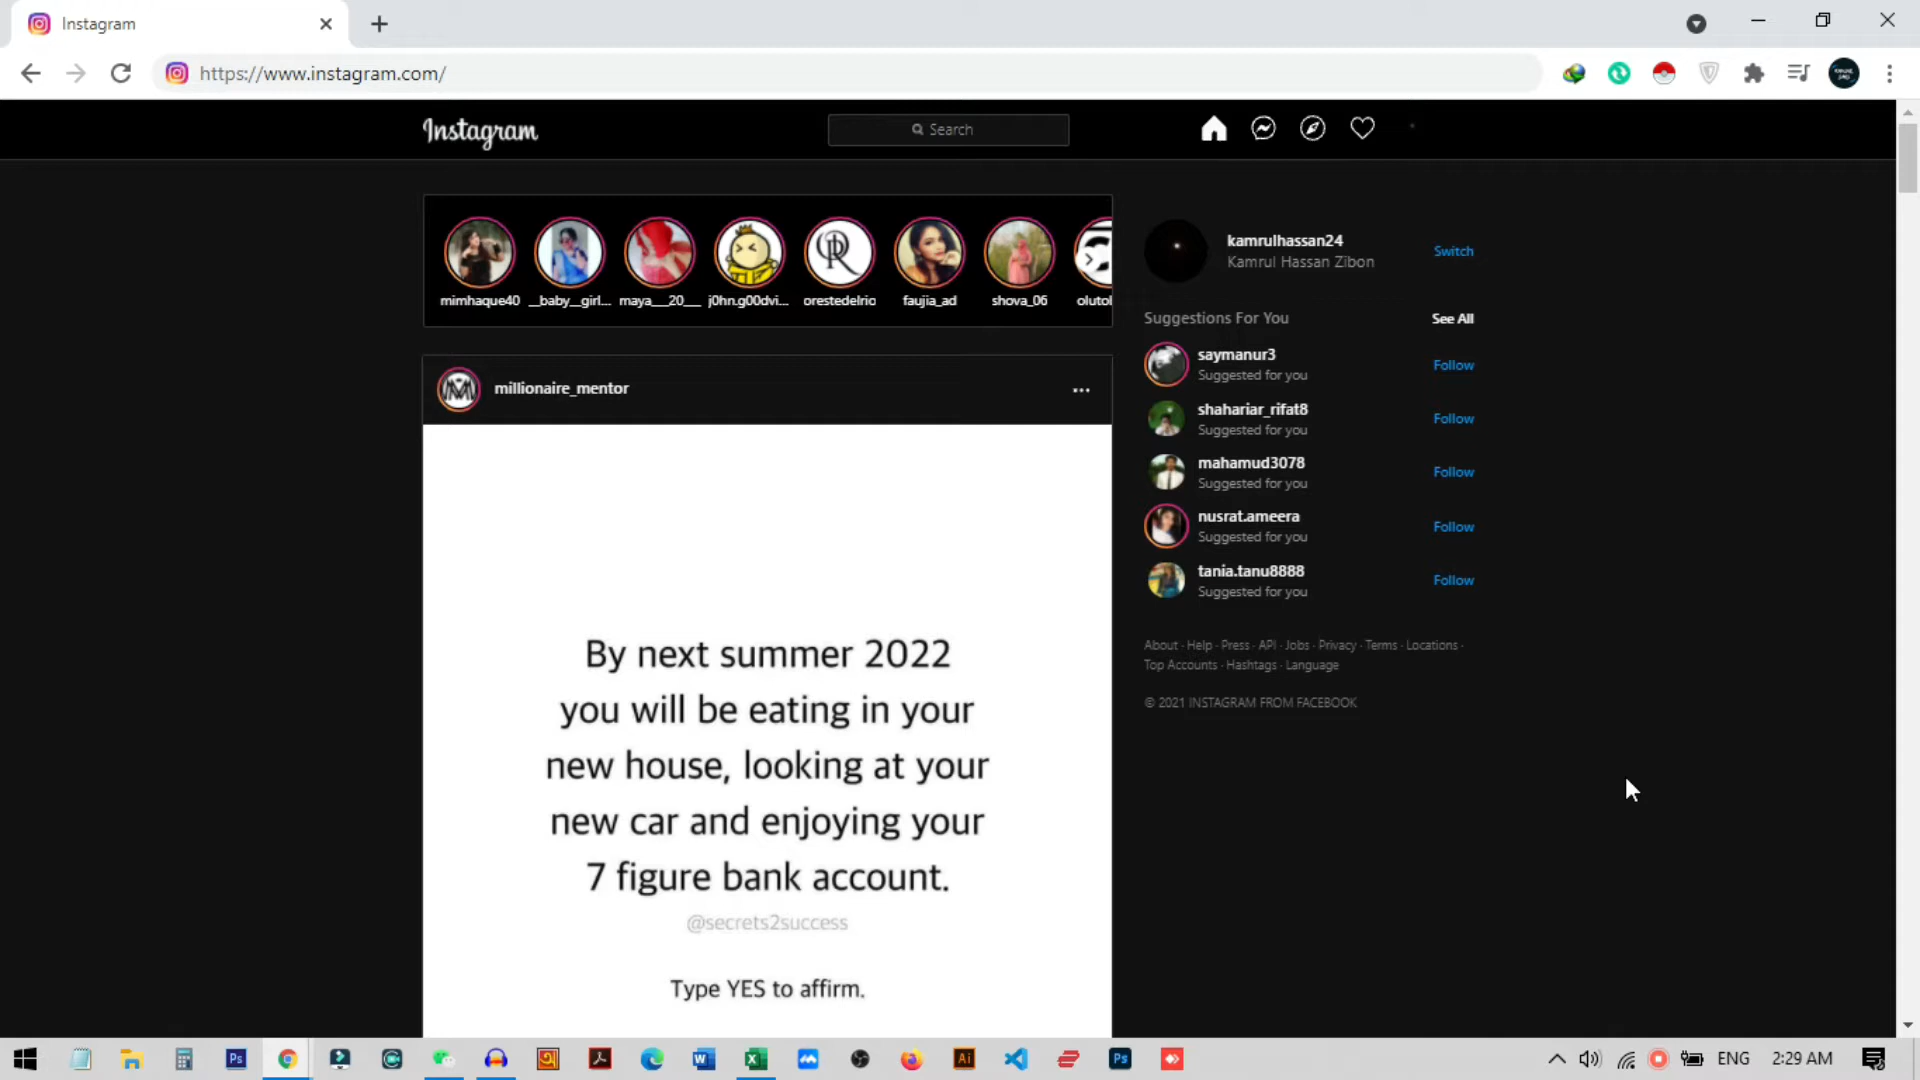 Instagram
https://www.instagram.com/
Instagram
Search
mimhaque40
__baby__girl...
maya___20___
j0hn.g00dvi...
orestedelrio
faujia_ad
shova_06
olutol
kamrulhassan24
Kamrul Hassan Zibon
Switch
Suggestions For You
See All
saymanur3
Suggested for you
Follow
shahariar_rifat8
Suggested for you
Follow
mahamud3078
Suggested for you
Follow
nusrat.ameera
Suggested for you
Follow
tania.tanu8888
Suggested for you
Follow
About · Help · Press · API · Jobs · Privacy · Terms · Locations ·
Top Accounts · Hashtags · Language
© 2021 INSTAGRAM FROM FACEBOOK
millionaire_mentor
By next summer 2022
you will be eating in your
new house, looking at your
new car and enjoying your
7 figure bank account.
@secrets2success
Type YES to affirm.
ENG
2:29 AM